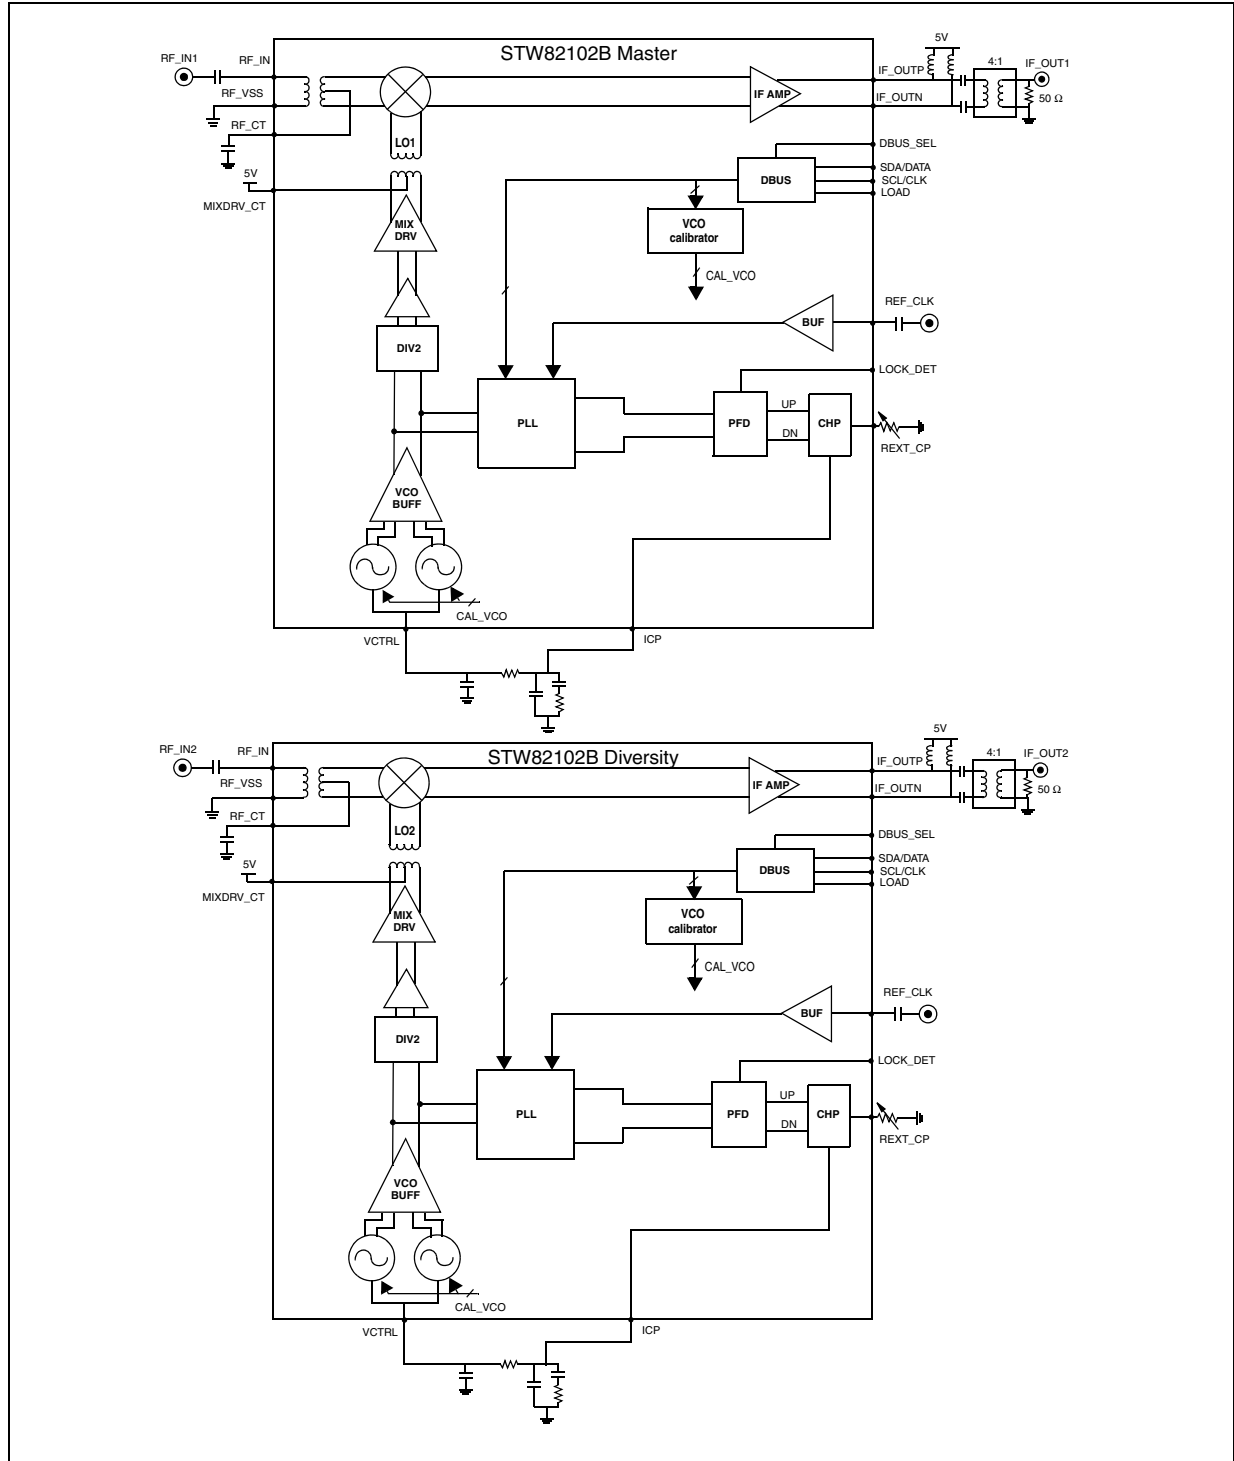 STW82102B Master
RF_IN1
RF_IN
RF_VSS
RF_CT
5V
MIXDRV_CT
LO1
MIX
DRV
DIV2
VCO
BUFF
CAL_VCO
VCTRL
ICP
PLL
PFD
UP
DN
CHP
REXT_CP
LOCK_DET
BUF
REF_CLK
VCO
calibrator
CAL_VCO
DBUS
DBUS_SEL
SDA/DATA
SCL/CLK
LOAD
IF AMP
IF_OUTP
IF_OUTN
5V
4:1
IF_OUT1
50 Ω
STW82102B Diversity
RF_IN2
RF_IN
RF_VSS
RF_CT
5V
MIXDRV_CT
LO2
MIX
DRV
DIV2
VCO
BUFF
CAL_VCO
VCTRL
ICP
PLL
PFD
UP
DN
CHP
REXT_CP
LOCK_DET
BUF
REF_CLK
VCO
calibrator
CAL_VCO
DBUS
DBUS_SEL
SDA/DATA
SCL/CLK
LOAD
IF AMP
IF_OUTP
IF_OUTN
5V
4:1
IF_OUT2
50 Ω